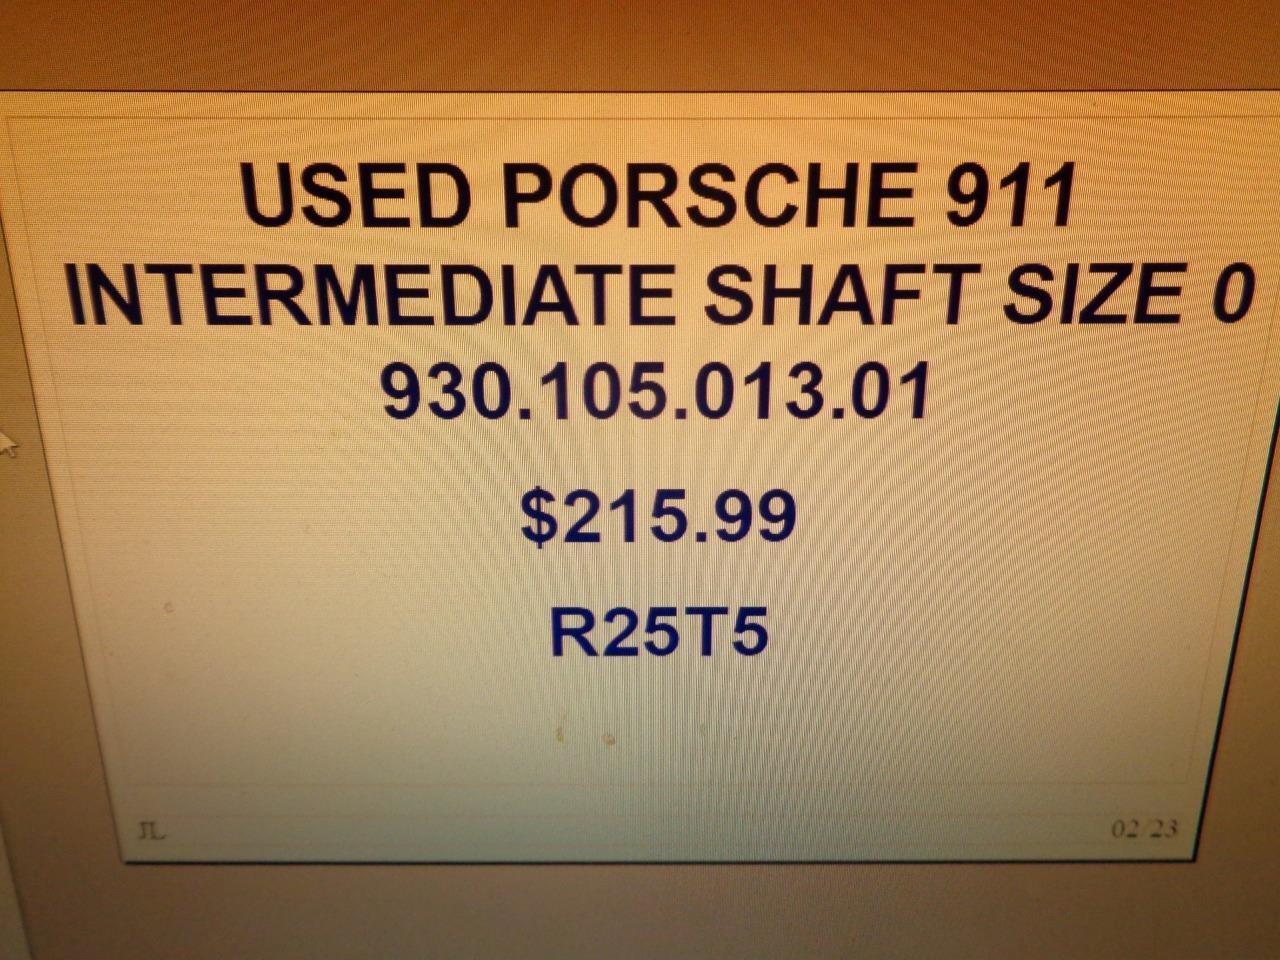 USED PORSCHE 911
INTERMEDIATE SHAFT SIZE 0
930.105.013.01
$215.99
R25T5
JL
02/23